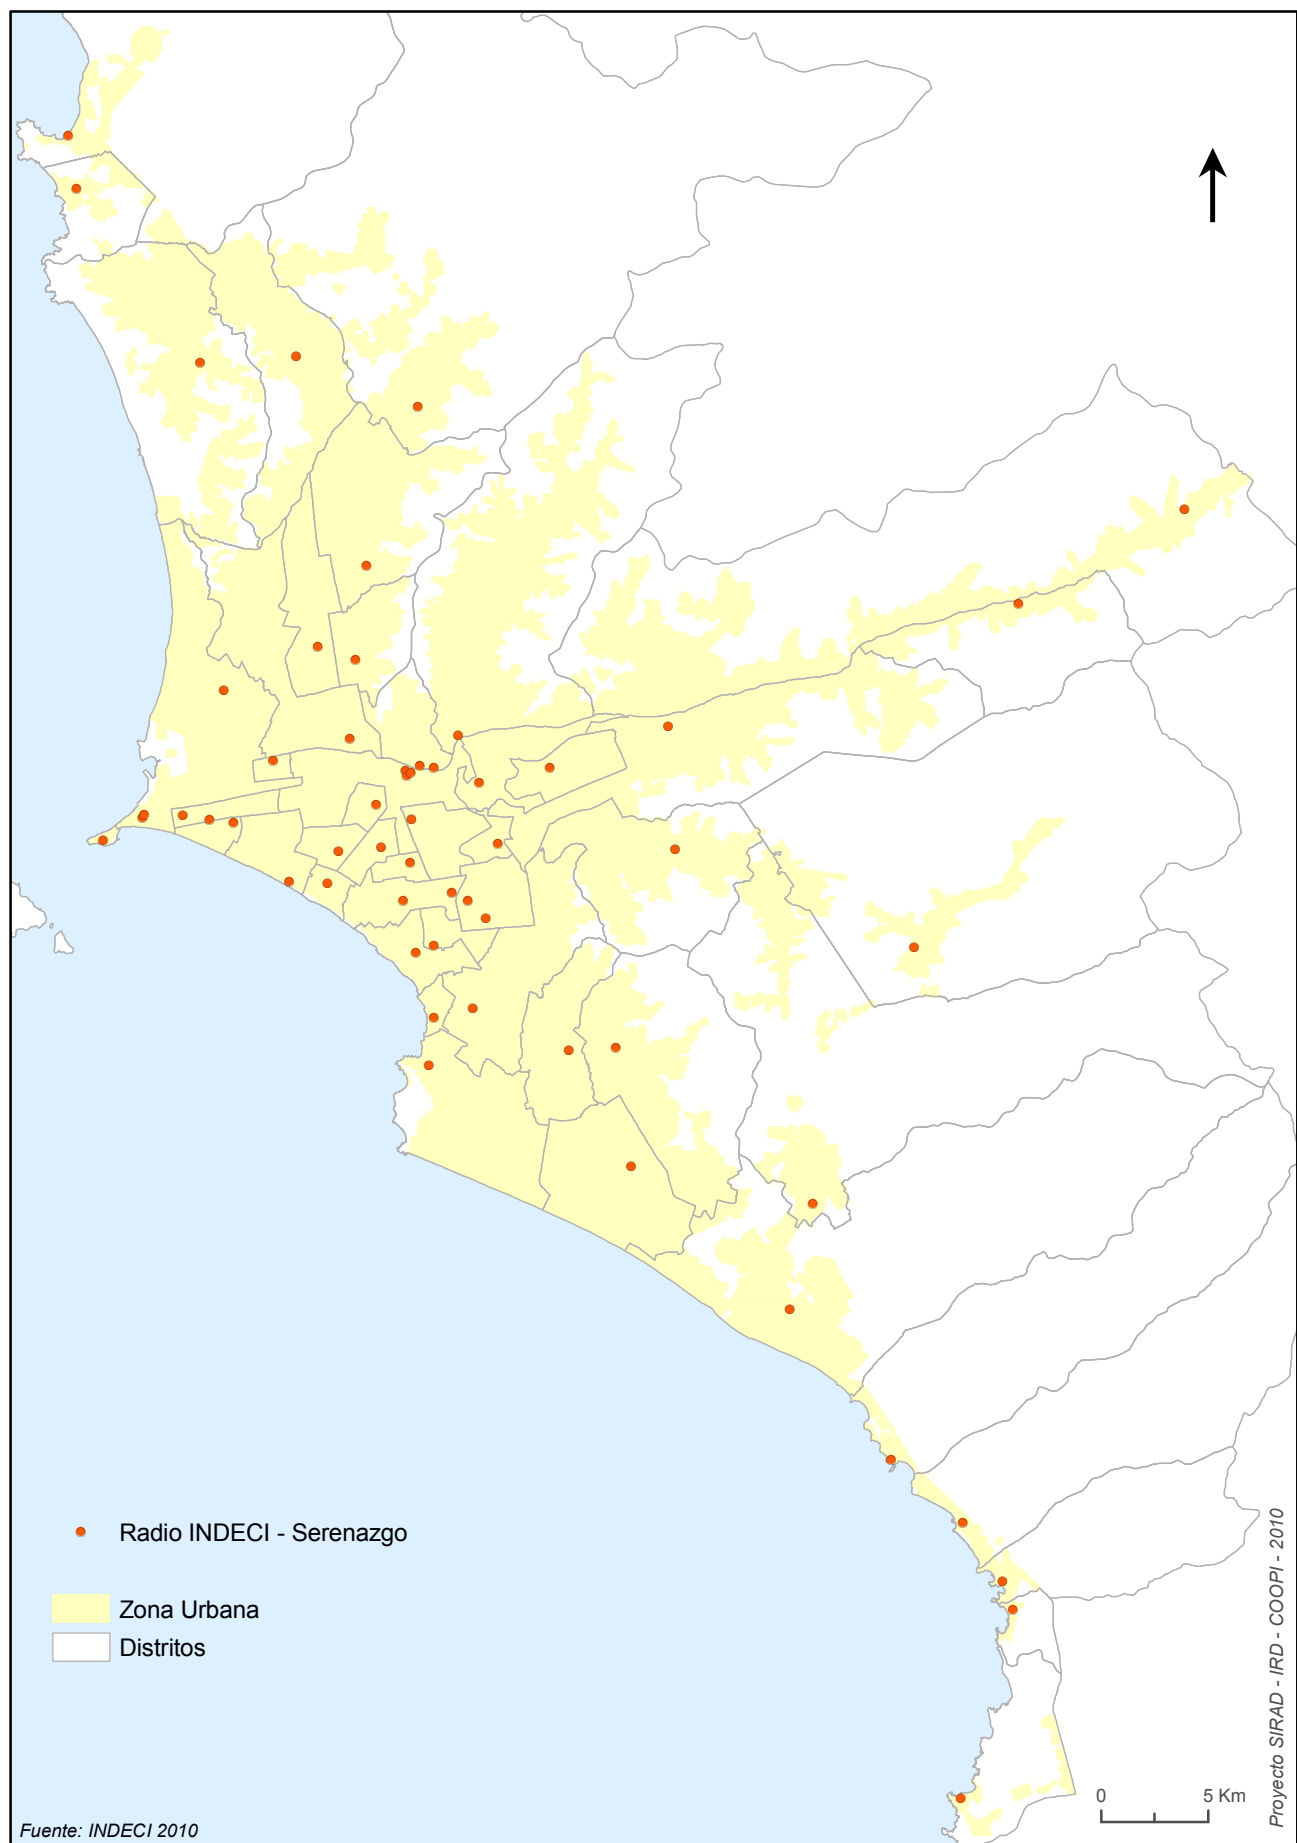 Radio INDECI - Serenazgo
Zona Urbana
Distritos
0 5 Km
Proyecto SIRAD - IRD - COOPI - 2010
Fuente: INDECI 2010